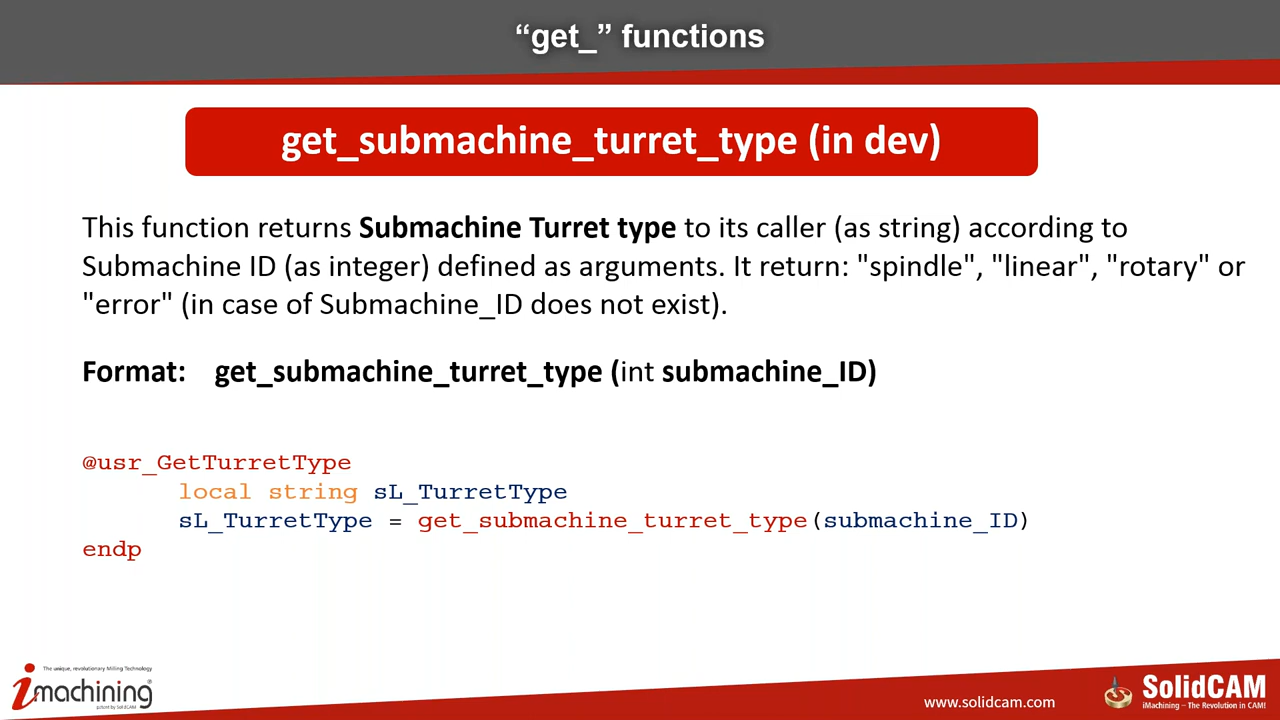 “get_” functions
get_submachine_turret_type (in dev)
This function returns Submachine Turret type to its caller (as string) according to
Submachine ID (as integer) defined as arguments. It return: "spindle", "linear", "rotary" or
"error" (in case of Submachine_ID does not exist).
Format: get_submachine_turret_type (int submachine_ID)
@usr_GetTurretType
local string sL_TurretType
sL_TurretType = get_submachine_turret_type(submachine_ID)
endp
The unique, revolutionary Milling Technology
imachining
patent by SolidCAM
www.solidcam.com
SolidCAM
iMachining – The Revolution in CAM!